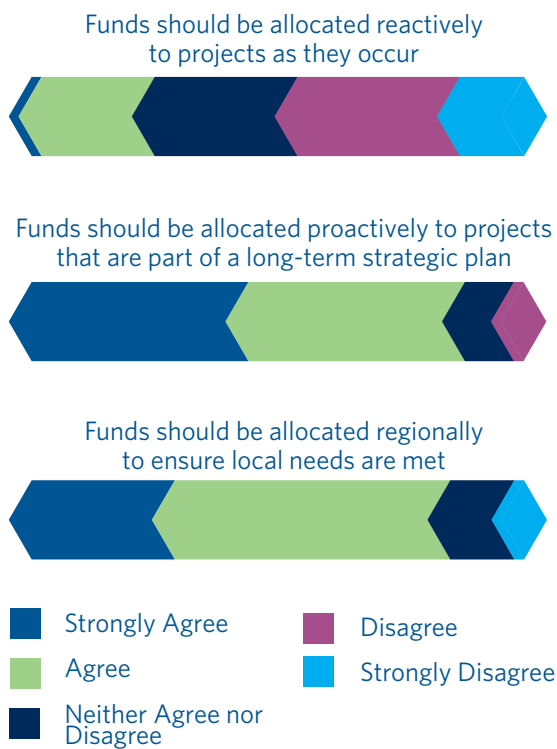 Funds should be allocated reactively
to projects as they occur
Funds should be allocated proactively to projects
that are part of a long-term strategic plan
Funds should be allocated regionally
to ensure local needs are met
Strongly Agree
Agree
Neither Agree nor
Disagree
Disagree
Strongly Disagree